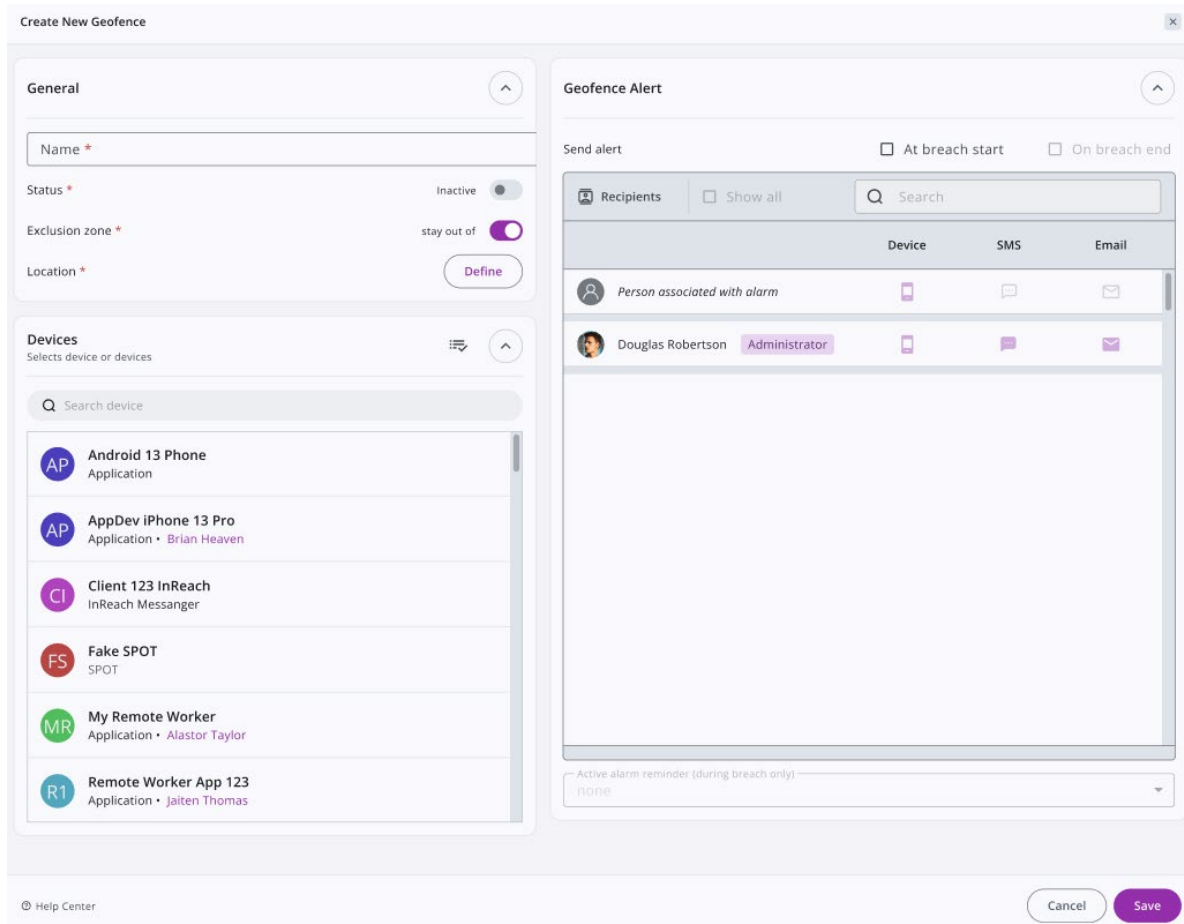 Create New Geofence
General
Name *
Status *
Inactive
Exclusion zone *
stay out of
Location *
Define
Devices
Selects device or devices
Search device
AP
Android 13 Phone
Application
AP
AppDev iPhone 13 Pro
Application • Brian Heaven
CI
Client 123 InReach
InReach Messanger
FS
Fake SPOT
SPOT
MR
My Remote Worker
Application • Alastor Taylor
R1
Remote Worker App 123
Application • Jaiten Thomas
Geofence Alert
Send alert
At breach start
On breach end
Recipients
Show all
Search
Device SMS Email
Person associated with alarm
Douglas Robertson Administrator
Active alarm reminder (during breach only)
none
Help Center
Cancel
Save